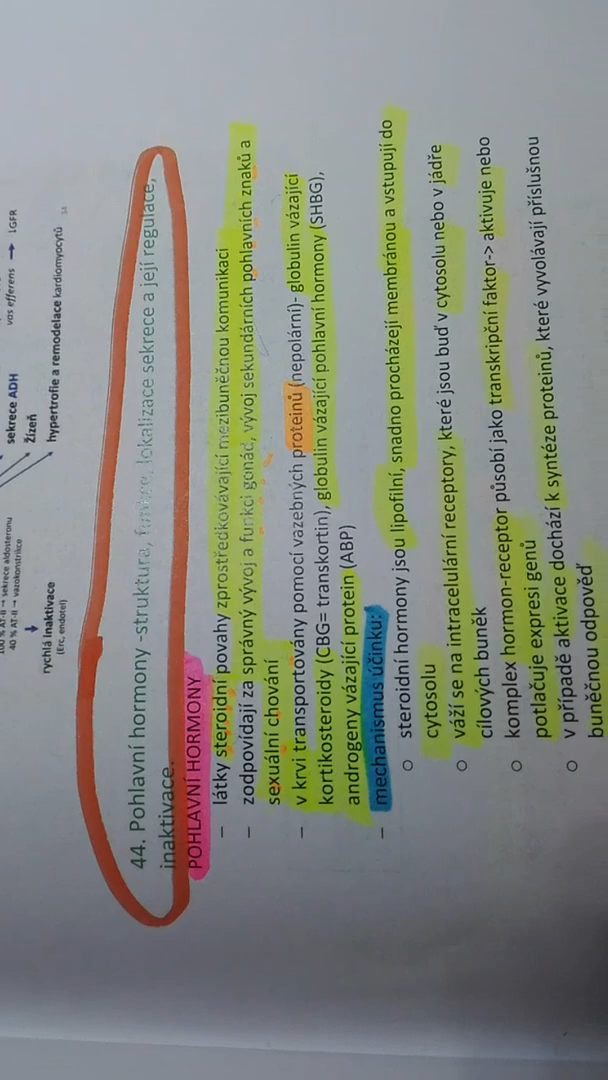 100 % AT-II → sekrece aldosteronu
40 % AT-II → vazokonstrikce
rychlá inaktivace
(Erc, endotel)
vas efferens → ↓GFR
sekrece ADH
žízeň
hypertrofie a remodelace kardiomyocytů
34
44. Pohlavní hormony -struktura, funkce, lokalizace sekrece a její regulace,
inaktivace.
POHLAVNÍ HORMONY
– látky steroidní povahy zprostředkovávající mezibuněčnou komunikaci
– zodpovídají za správný vývoj a funkci gonád, vývoj sekundárních pohlavních znaků a
sexuální chování
– v krvi transportovány pomocí vazebných proteinů (nepolární)- globulin vázající
kortikosteroidy (CBG= transkortin), globulin vázající pohlavní hormony (SHBG),
androgeny vázající protein (ABP)
– mechanismus účinku:
○ steroidní hormony jsou lipofilní, snadno procházejí membránou a vstupují do
cytosolu
○ váží se na intracelulární receptory, které jsou buď v cytosolu nebo v jádře
cílových buněk
○ komplex hormon-receptor působí jako transkripční faktor-> aktivuje nebo
potlačuje expresi genů
○ v případě aktivace dochází k syntéze proteinů, které vyvolávají příslušnou
buněčnou odpověď